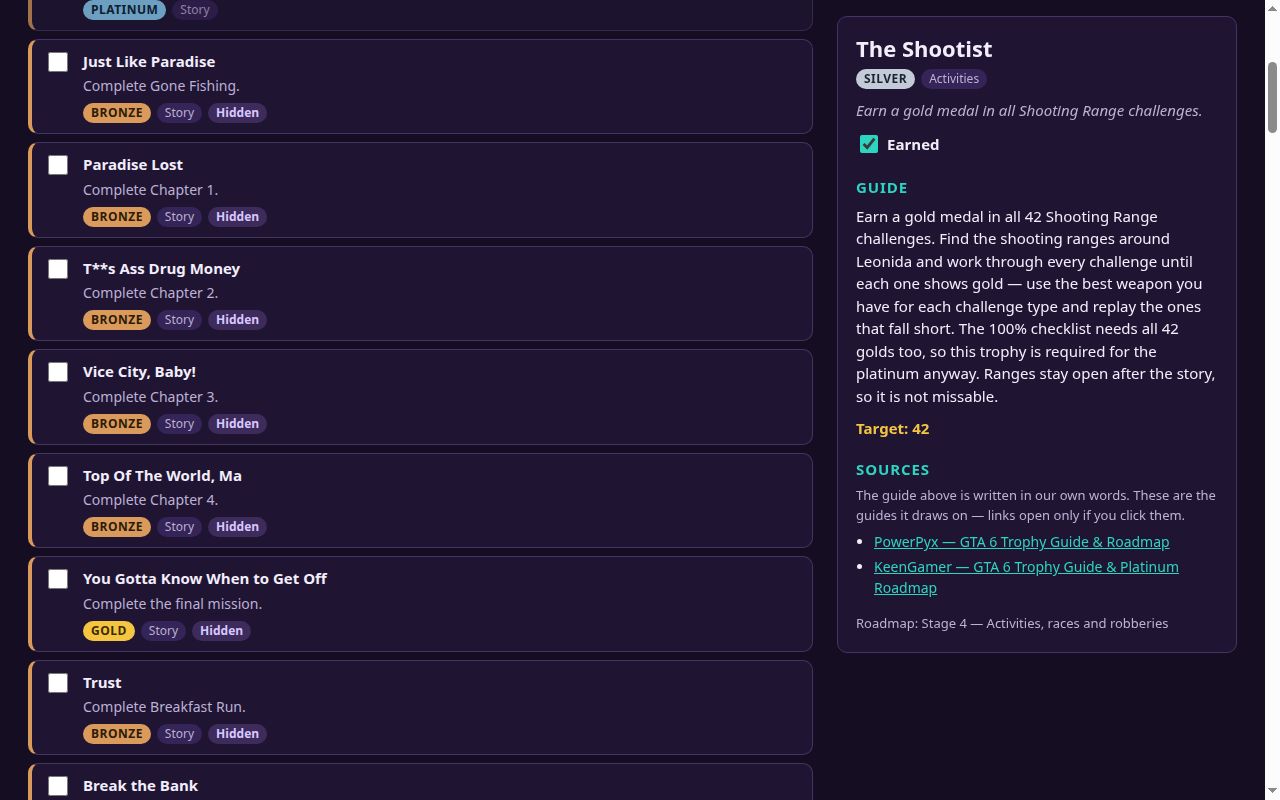 PLATINUM Story
Just Like Paradise
Complete Gone Fishing.
BRONZE Story Hidden
Paradise Lost
Complete Chapter 1.
BRONZE Story Hidden
T**s Ass Drug Money
Complete Chapter 2.
BRONZE Story Hidden
Vice City, Baby!
Complete Chapter 3.
BRONZE Story Hidden
Top Of The World, Ma
Complete Chapter 4.
BRONZE Story Hidden
You Gotta Know When to Get Off
Complete the final mission.
GOLD Story Hidden
Trust
Complete Breakfast Run.
BRONZE Story Hidden
Break the Bank
The Shootist
SILVER Activities
Earn a gold medal in all Shooting Range challenges.
Earned
GUIDE
Earn a gold medal in all 42 Shooting Range
challenges. Find the shooting ranges around
Leonida and work through every challenge until
each one shows gold — use the best weapon you
have for each challenge type and replay the ones
that fall short. The 100% checklist needs all 42
golds too, so this trophy is required for the
platinum anyway. Ranges stay open after the story,
so it is not missable.
Target: 42
SOURCES
The guide above is written in our own words. These are the
guides it draws on — links open only if you click them.
PowerPyx — GTA 6 Trophy Guide & Roadmap
KeenGamer — GTA 6 Trophy Guide & Platinum
Roadmap
Roadmap: Stage 4 — Activities, races and robberies